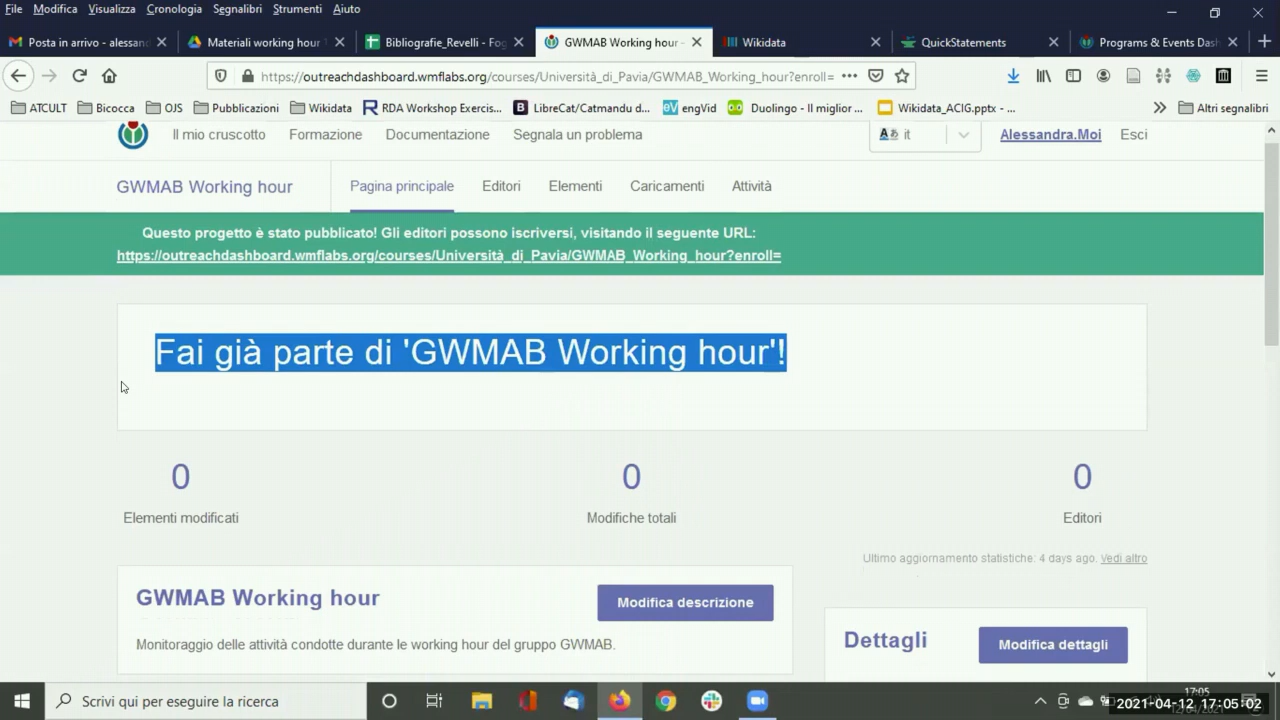 File Modifica Visualizza Cronologia Segnalibri Strumenti Aiuto
Posta in arrivo - alessan
Materiali working hour
Bibliografie_Revelli - Fog
GWMAB Working hour -
Wikidata
QuickStatements
Programs & Events Dash
https://outreachdashboard.wmflabs.org/courses/Università_di_Pavia/GWMAB_Working_hour?enroll=
ATCULT
Bicocca
OJS
Pubblicazioni
Wikidata
RDA Workshop Exercis...
LibreCat/Catmandu d...
engVid
Duolingo - Il miglior ...
Wikidata_ACIG.pptx - ...
Altri segnalibri
Il mio cruscotto Formazione Documentazione Segnala un problema
it
Alessandra.Moi Esci
GWMAB Working hour
Pagina principale Editori Elementi Caricamenti Attività
Questo progetto è stato pubblicato! Gli editori possono iscriversi, visitando il seguente URL:
https://outreachdashboard.wmflabs.org/courses/Università_di_Pavia/GWMAB_Working_hour?enroll=
Fai già parte di 'GWMAB Working hour'!
0 0 0
Elementi modificati Modifiche totali Editori
Ultimo aggiornamento statistiche: 4 days ago. Vedi altro
GWMAB Working hour
Modifica descrizione
Monitoraggio delle attività condotte durante le working hour del gruppo GWMAB.
Dettagli
Modifica dettagli
Scrivi qui per eseguire la ricerca
17:05
2021-04-12 17:05:02